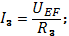 I₃ = U_EF / R₃;